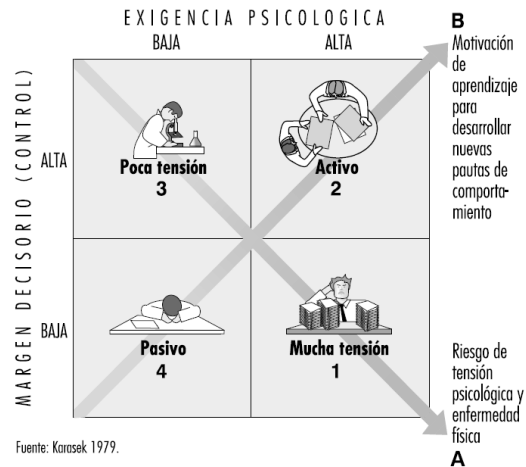 EXIGENCIA PSICOLOGICA
BAJA
ALTA
MARGEN DECISORIO (CONTROL)
ALTA
BAJA
Poca tensión
3
Activo
2
Pasivo
4
Mucha tensión
1
B
Motivación
de
aprendizaje
para
desarrollar
nuevas
pautas de
comporta-
miento
Riesgo de
tensión
psicológica y
enfermedad
física
A
Fuente: Karasek 1979.